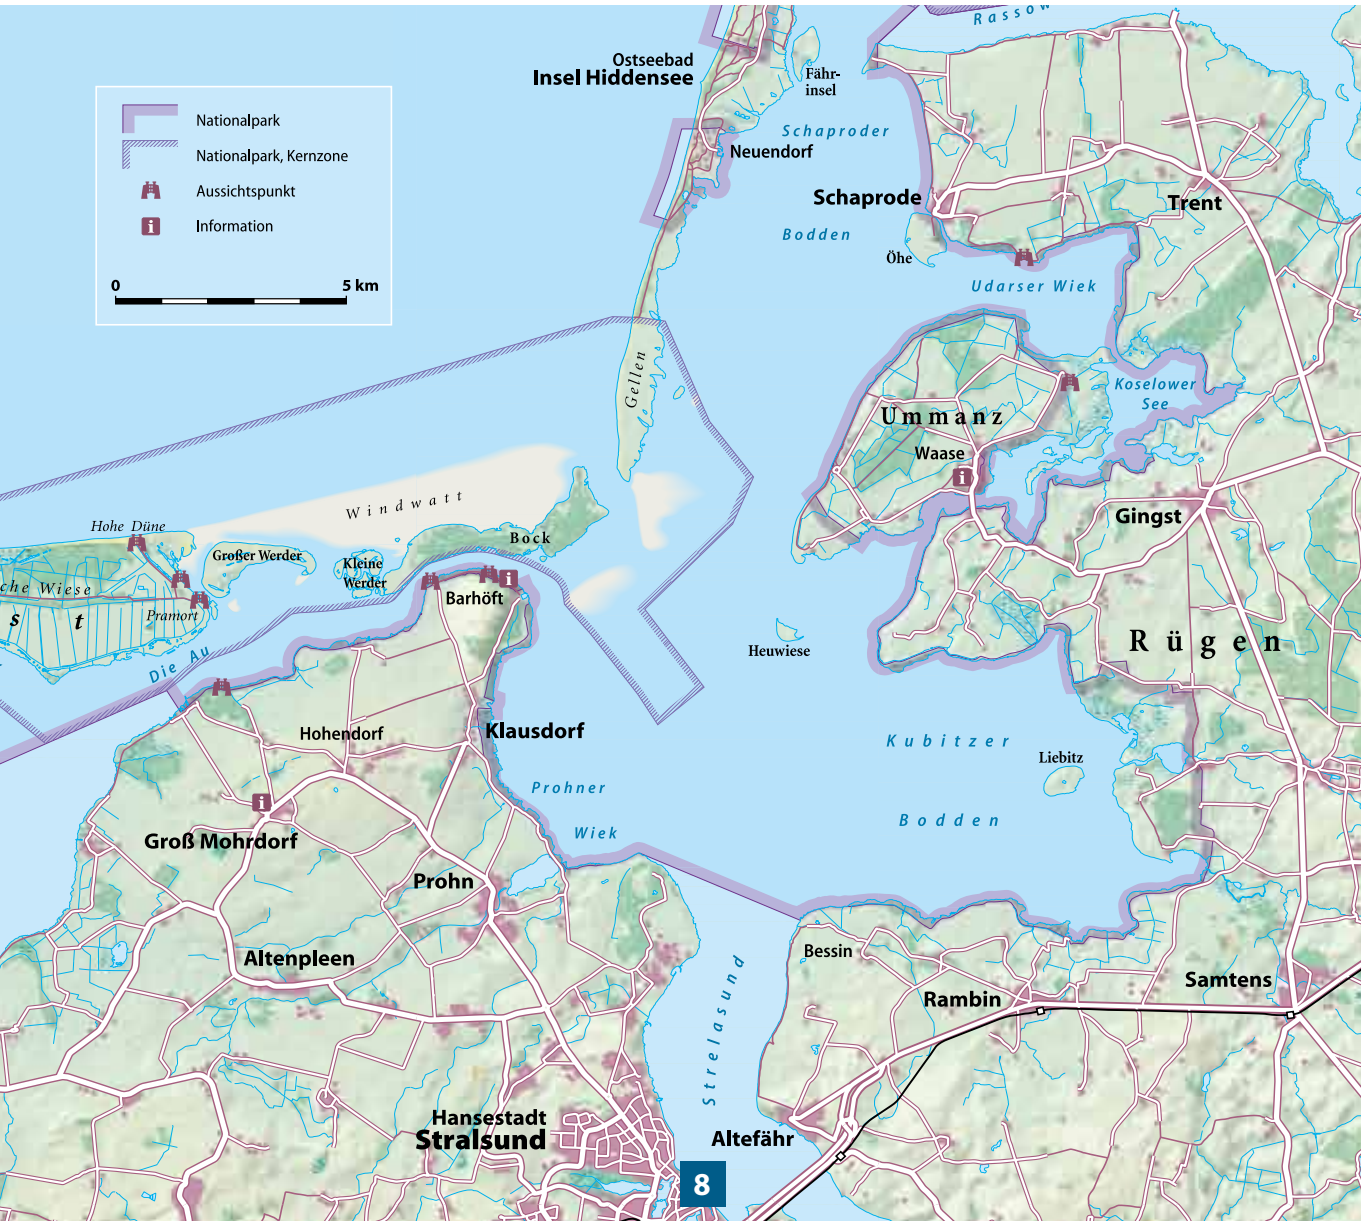 Rassow
Ostseebad
Insel Hiddensee
Fähr-
insel
Nationalpark
Nationalpark, Kernzone
Aussichtspunkt
Information
0
5 km
Schaproder
Neuendorf
Schaprode
Trent
Bodden
Öhe
Udarser Wiek
Gellen
Koselower
See
Ummanz
Waase
Windwatt
Gingst
Hohe Düne
Bock
Großer Werder
Kleine
Werder
che Wiese
Barhöft
Pramort
s t
Rügen
Heuwiese
Die Au
Hohendorf
Klausdorf
Kubitzer
Liebitz
Prohner
Bodden
Wiek
Groß Mohrdorf
Prohn
Bessin
Altenpleen
Strelasund
Samtens
Rambin
Hansestadt
Stralsund
Altefähr
8